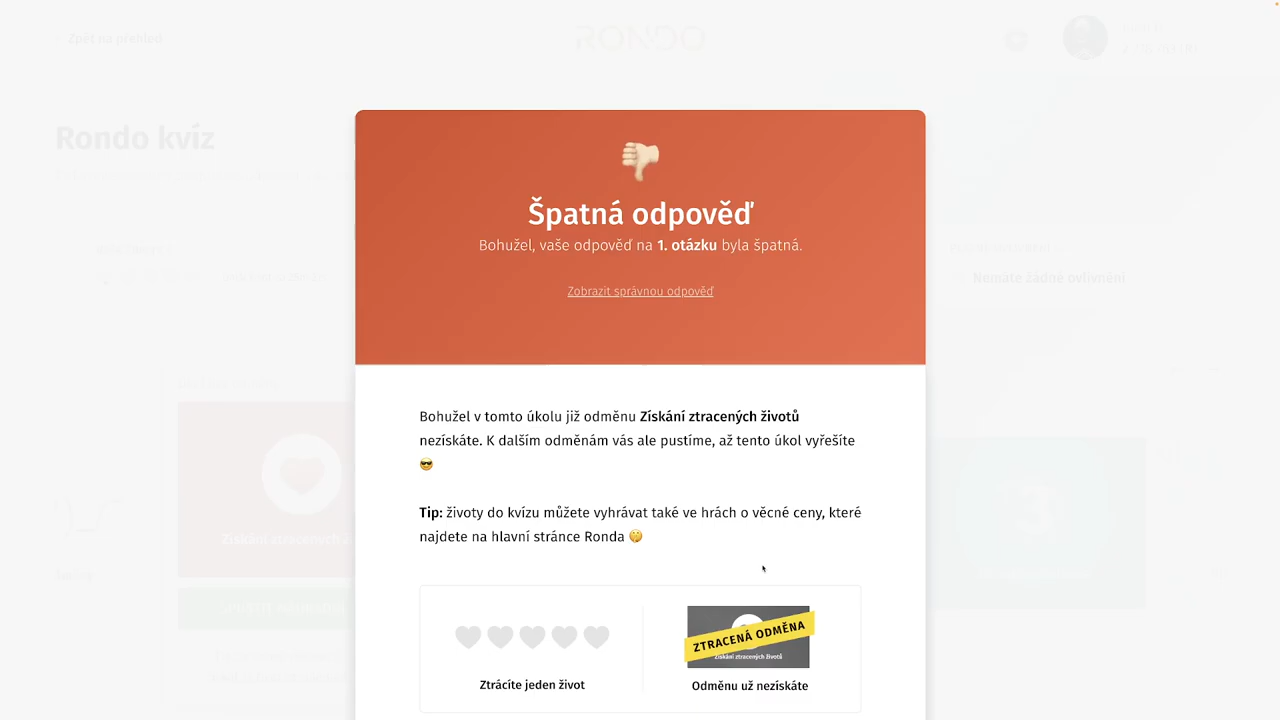 Zpět na přehled
RONDO
Rondo kvíz
Nemáte žádné ovlivnění
Špatná odpověď
Bohužel, vaše odpověď na 1. otázku byla špatná.
Zobrazit správnou odpověď
Bohužel v tomto úkolu již odměnu Získání ztracených životů
nezískáte. K dalším odměnám vás ale pustíme, až tento úkol vyřešíte
😎
Tip: životy do kvízu můžete vyhrávat také ve hrách o věcné ceny, které
najdete na hlavní stránce Ronda 🤫
Získání ztracených ž
3
ZTRACENÁ ODMĚNA
Získání ztracených životů
Ztrácíte jeden život
Odměnu už nezískáte